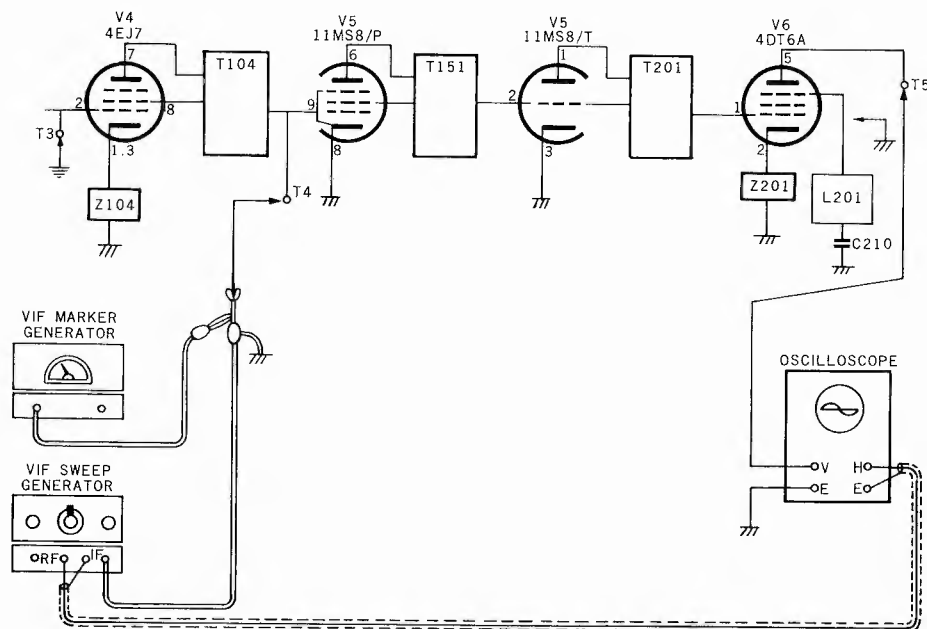 V4
4EJ7
7
2
8
T3
1.3
Z104
T104
V5
11MS8/P
6
9
8
T4
T151
V5
11MS8/T
1
2
3
T201
V6
4DT6A
5
1
2
Z201
L201
C210
T5
VIF MARKER
GENERATOR
VIF SWEEP
GENERATOR
RF
IF
OSCILLOSCOPE
V H
E E